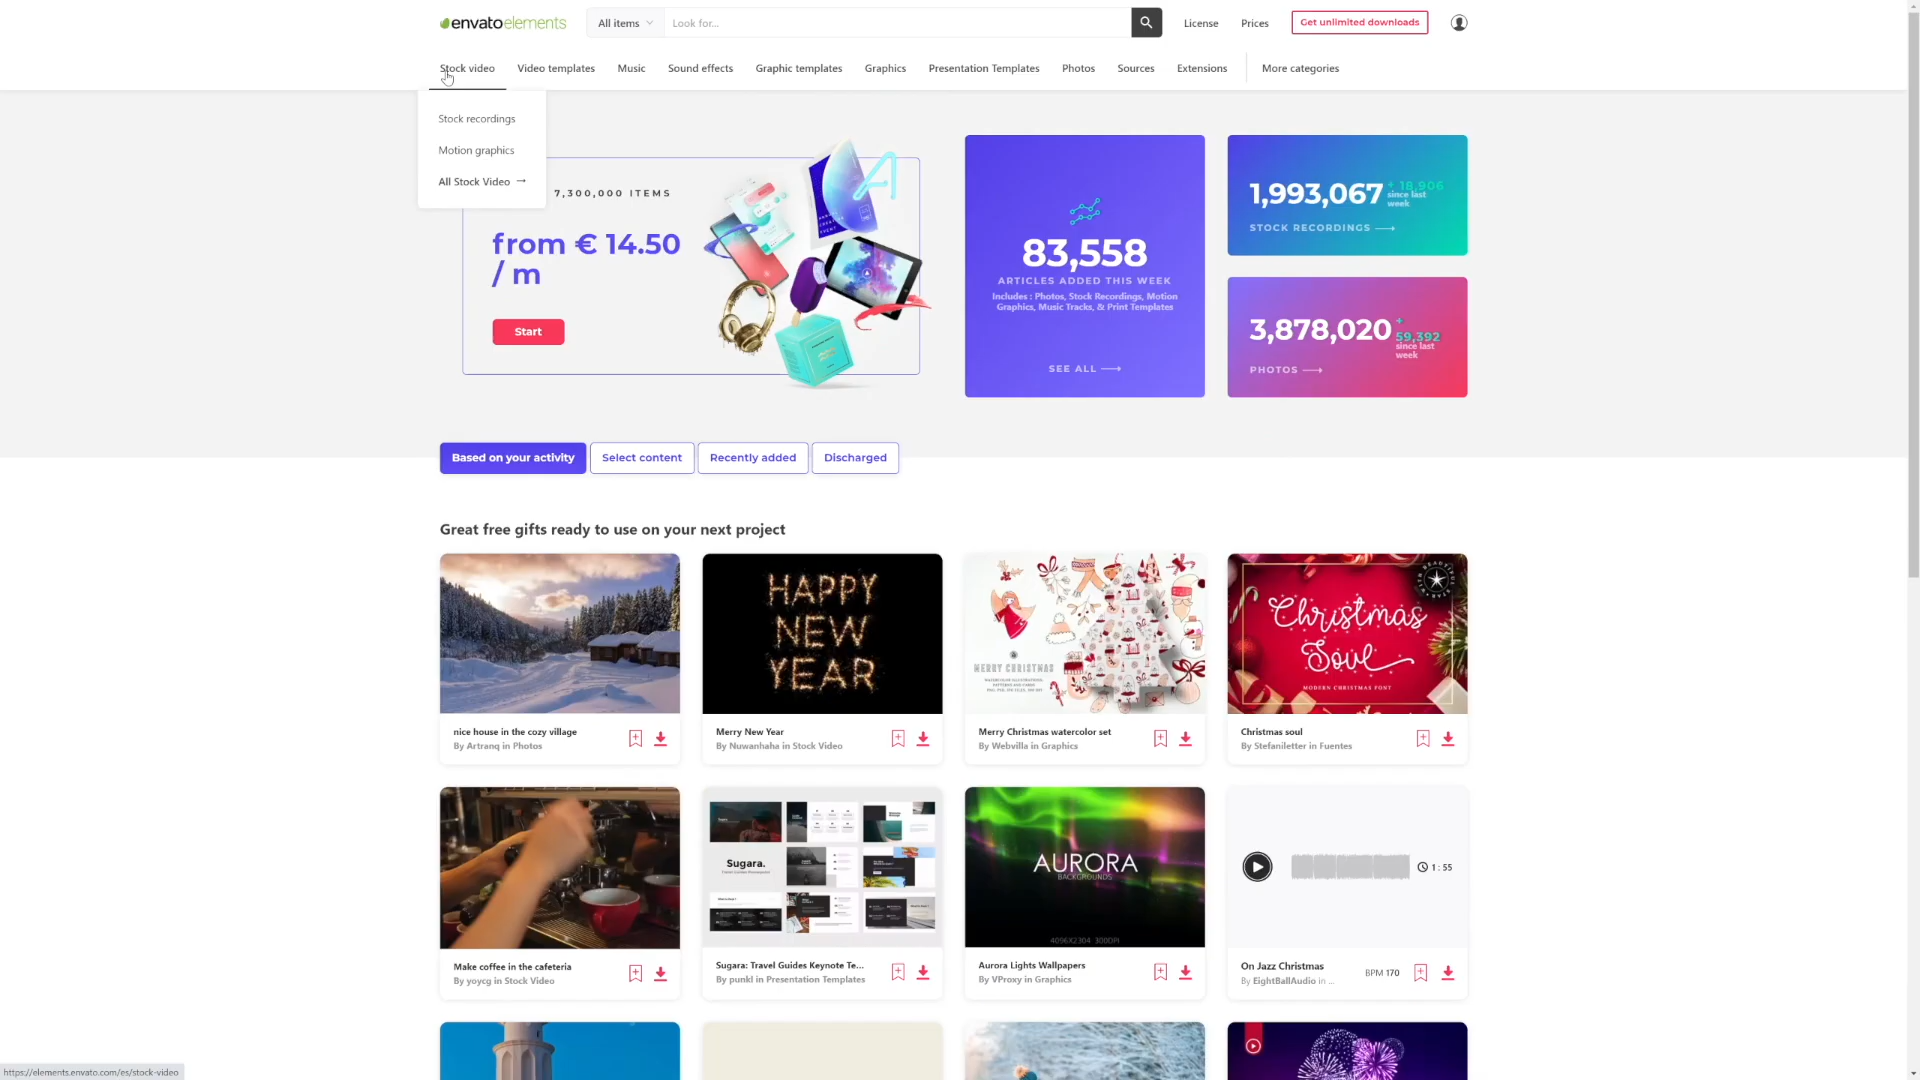 envatoelements
All items
Look for...
License
Prices
Get unlimited downloads
Stock video
Video templates
Music
Sound effects
Graphic templates
Graphics
Presentation Templates
Photos
Sources
Extensions
More categories
Stock recordings
Motion graphics
All Stock Video →
7,300,000 ITEMS
from € 14.50
/ m
Start
83,558
ARTICLES ADDED THIS WEEK
Includes : Photos, Stock Recordings, Motion
Graphics, Music Tracks, & Print Templates
SEE ALL
1,993,067
+ 18,906
since last
week
STOCK RECORDINGS
3,878,020
+
59,392
since last
week
PHOTOS
Based on your activity
Select content
Recently added
Discharged
Great free gifts ready to use on your next project
HAPPY
NEW
YEAR
MERRY CHRISTMAS
Christmas
Soul
MODERN CHRISTMAS FONT
nice house in the cozy village
By Artranq in Photos
Merry New Year
By Nuwanhaha in Stock Video
Merry Christmas watercolor set
By Webvilla in Graphics
Christmas soul
By Stefaniletter in Fuentes
Sugara.
AURORA
BACKGROUNDS
4096X2304 300DPI
1 : 55
Make coffee in the cafeteria
By yoycg in Stock Video
Sugara: Travel Guides Keynote Te...
By punkl in Presentation Templates
Aurora Lights Wallpapers
By VProxy in Graphics
On Jazz Christmas
By EightBallAudio in ...
BPM 170
https://elements.envato.com/es/stock-video